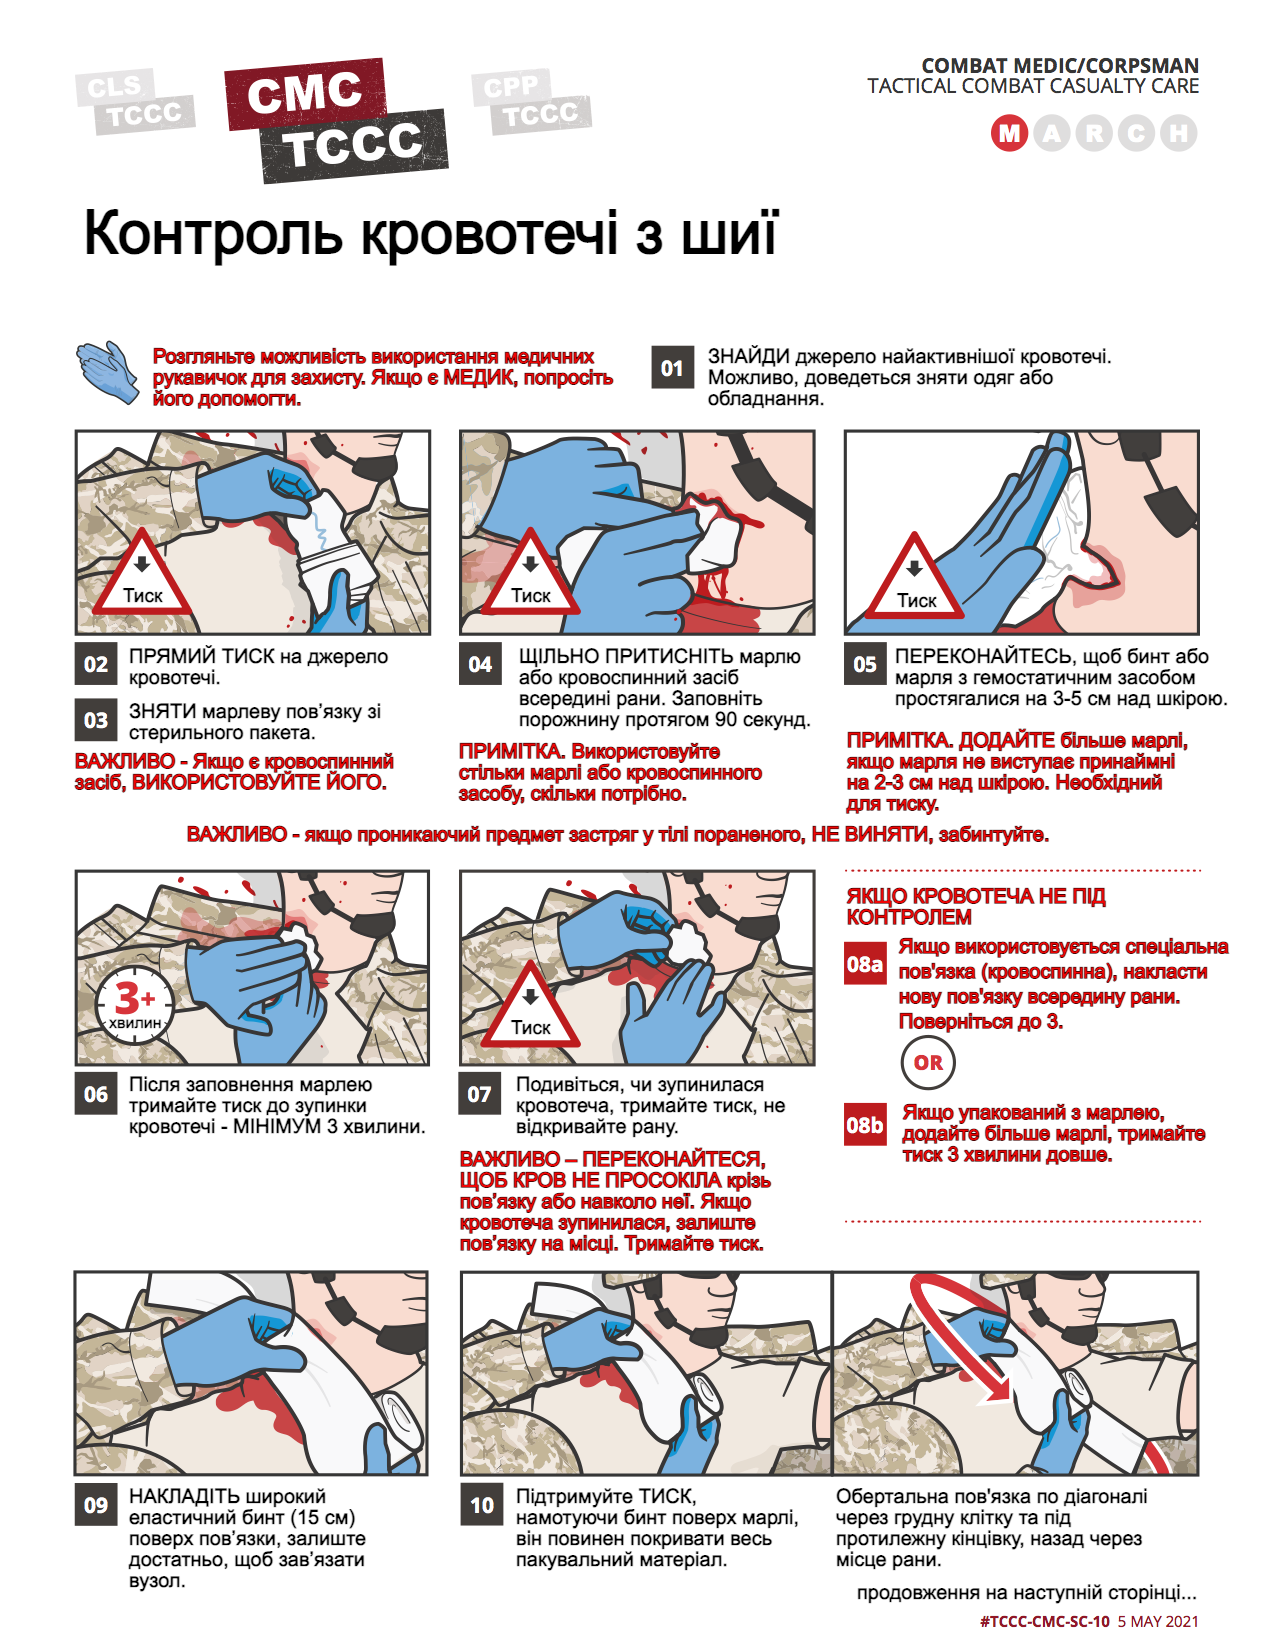 CLS
TCCC
CMC
TCCC
CPP
TCCC
COMBAT MEDIC/CORPSMAN
TACTICAL COMBAT CASUALTY CARE
M A R C H
Контроль кровотечі з шиї
Розгляньте можливість використання медичних
рукавичок для захисту. Якщо є МЕДИК, попросіть
його допомогти.
01
ЗНАЙДИ джерело найактивнішої кровотечі.
Можливо, доведеться зняти одяг або
обладнання.
Тиск
Тиск
Тиск
02
ПРЯМИЙ ТИСК на джерело
кровотечі.
03
ЗНЯТИ марлеву пов’язку зі
стерильного пакета.
ВАЖЛИВО - Якщо є кровоспинний
засіб, ВИКОРИСТОВУЙТЕ ЙОГО.
04
ЩІЛЬНО ПРИТИСНІТЬ марлю
або кровоспинний засіб
всередині рани. Заповніть
порожнину протягом 90 секунд.
ПРИМІТКА. Використовуйте
стільки марлі або кровоспинного
засобу, скільки потрібно.
05
ПЕРЕКОНАЙТЕСЬ, щоб бинт або
марля з гемостатичним засобом
простягалися на 3-5 см над шкірою.
ПРИМІТКА. ДОДАЙТЕ більше марлі,
якщо марля не виступає принаймні
на 2-3 см над шкірою. Необхідний
для тиску.
ВАЖЛИВО - якщо проникаючий предмет застряг у тілі пораненого, НЕ ВИНЯТИ, забинтуйте.
3+
ХВИЛИН
Тиск
06
Після заповнення марлею
тримайте тиск до зупинки
кровотечі - МІНІМУМ 3 хвилини.
07
Подивіться, чи зупинилася
кровотеча, тримайте тиск, не
відкривайте рану.
ВАЖЛИВО – ПЕРЕКОНАЙТЕСЯ,
ЩОБ КРОВ НЕ ПРОСОКІЛА крізь
пов’язку або навколо неї. Якщо
кровотеча зупинилася, залиште
пов’язку на місці. Тримайте тиск.
ЯКЩО КРОВОТЕЧА НЕ ПІД
КОНТРОЛЕМ
08a
Якщо використовується спеціальна
пов'язка (кровоспинна), накласти
нову пов'язку всередину рани.
Поверніться до 3.
OR
08b
Якщо упакований з марлею,
додайте більше марлі, тримайте
тиск 3 хвилини довше.
09
НАКЛАДІТЬ широкий
еластичний бинт (15 см)
поверх пов’язки, залиште
достатньо, щоб зав’язати
вузол.
10
Підтримуйте ТИСК,
намотуючи бинт поверх марлі,
він повинен покривати весь
пакувальний матеріал.
Обертальна пов'язка по діагоналі
через грудну клітку та під
протилежну кінцівку, назад через
місце рани.
продовження на наступній сторінці...
#TCCC-CMC-SC-10 5 MAY 2021